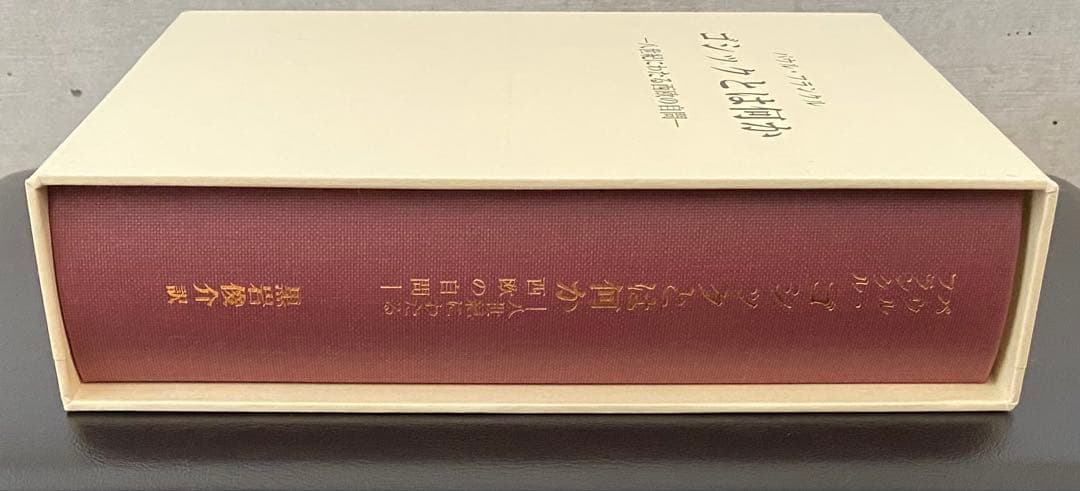 パウル・フランクル
ゴシックとは何か
―八世紀にわたる西欧の自問―
パウル・
フランクル
ゴシックとは何か
―八世紀にわたる
西欧の自問―
黒岩俊介訳